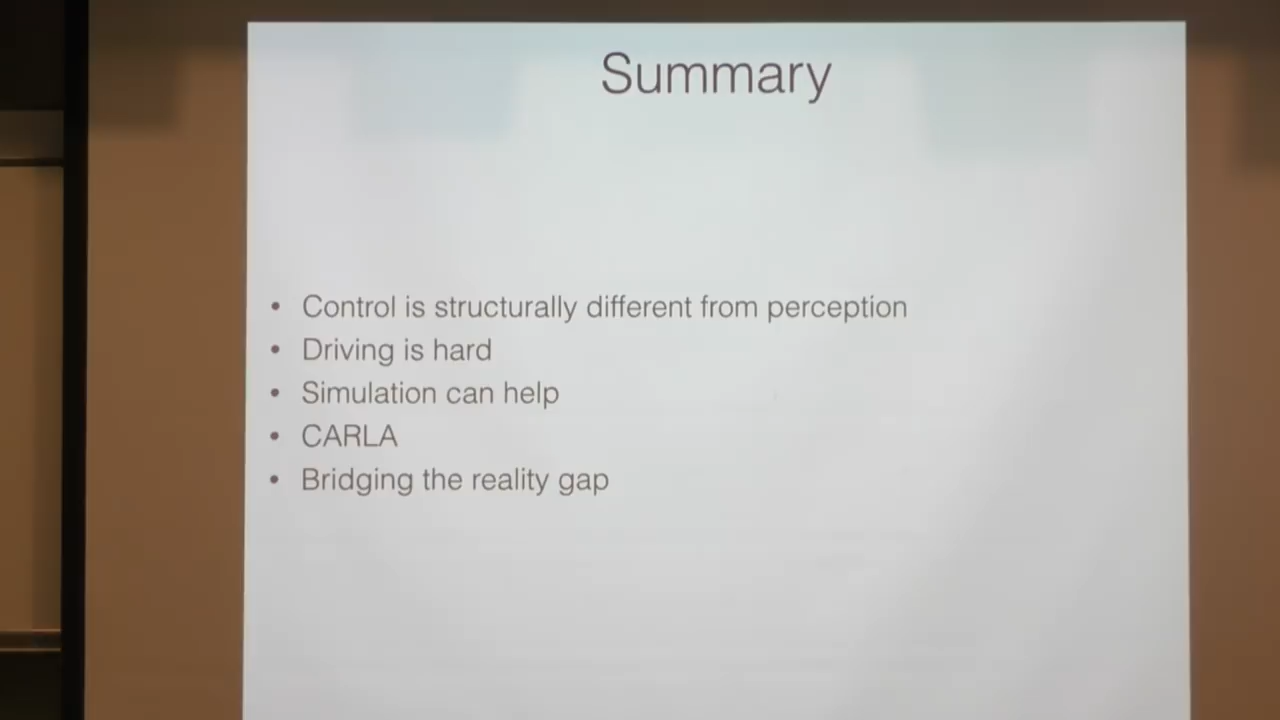 Summary
• Control is structurally different from perception
• Driving is hard
• Simulation can help
• CARLA
• Bridging the reality gap